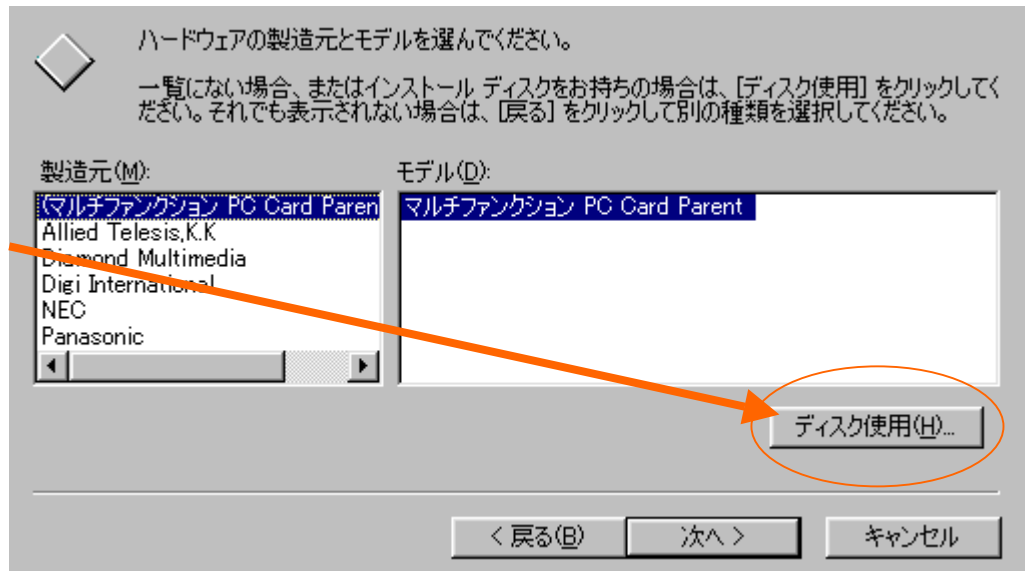 ハードウェアの製造元とモデルを選んでください。
一覧にない場合、またはインストール ディスクをお持ちの場合は、[ディスク使用] をクリックしてく
ださい。それでも表示されない場合は、[戻る] をクリックして別の種類を選択してください。
製造元(M):
モデル(D):
(マルチファンクション PC Card Paren
Allied Telesis,K.K
Diamond Multimedia
Digi International
NEC
Panasonic
マルチファンクション PC Card Parent
ディスク使用(H)...
< 戻る(B)
次へ >
キャンセル